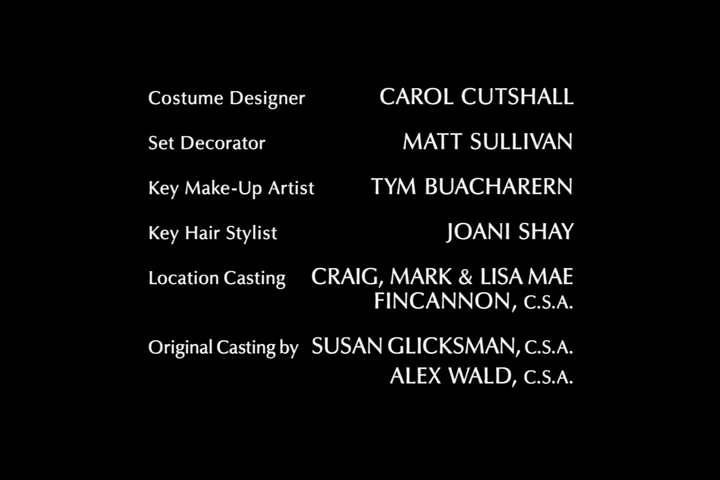 Costume Designer CAROL CUTSHALL
Set Decorator MATT SULLIVAN
Key Make-Up Artist TYM BUACHARERN
Key Hair Stylist JOANI SHAY
Location Casting CRAIG, MARK & LISA MAE
FINCANNON, C.S.A.
Original Casting by SUSAN GLICKSMAN, C.S.A.
ALEX WALD, C.S.A.